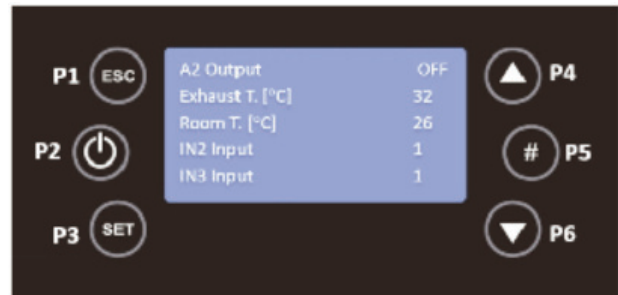 P1 ESC
A2 Output OFF
P4
Exhaust T. [°C] 32
Room T. [°C] 26
P2
IN2 Input 1
# P5
IN3 Input 1
P3 SET
P6